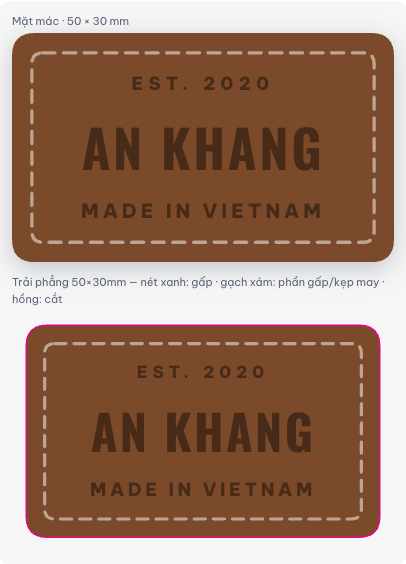 Mặt mác · 50 × 30 mm
EST. 2020
AN KHANG
MADE IN VIETNAM
Trải phẳng 50×30mm — nét xanh: gấp · gạch xám: phần gấp/kẹp may ·
hồng: cắt
EST. 2020
AN KHANG
MADE IN VIETNAM